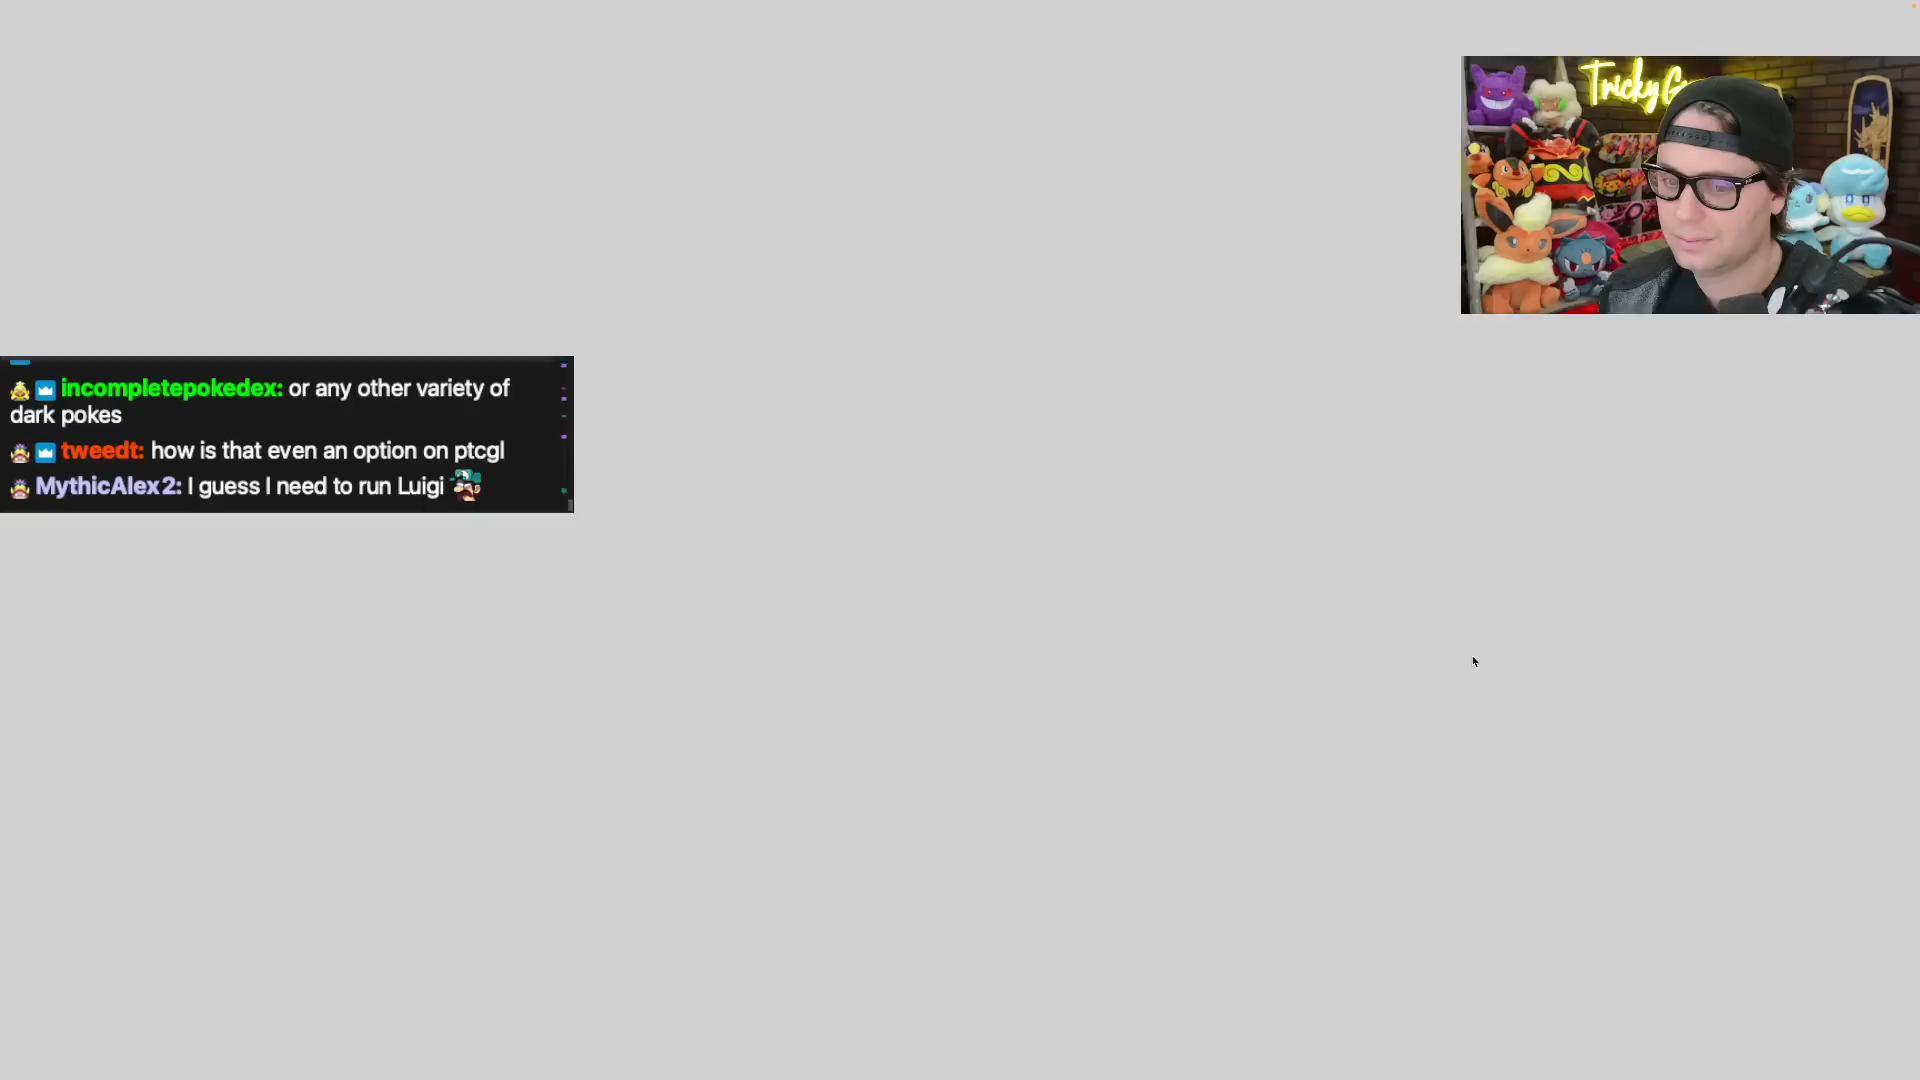 TrickyG
incompletepokedex: or any other variety of
dark pokes
tweedt: how is that even an option on ptcgl
MythicAlex2: I guess I need to run Luigi